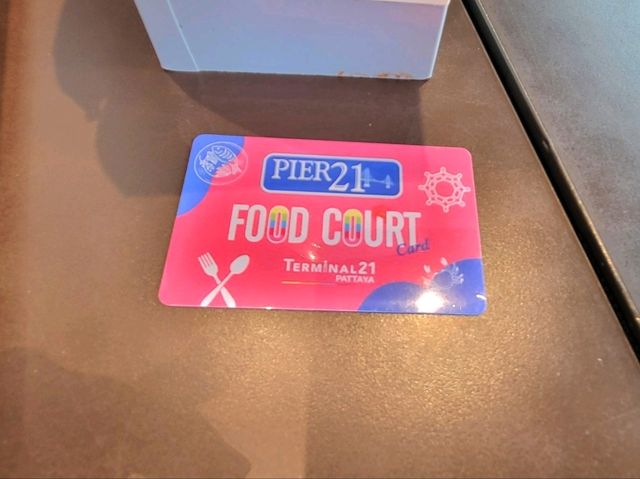 PIER21
FOOD COURT
Card
TERMINAL21
PATTAYA